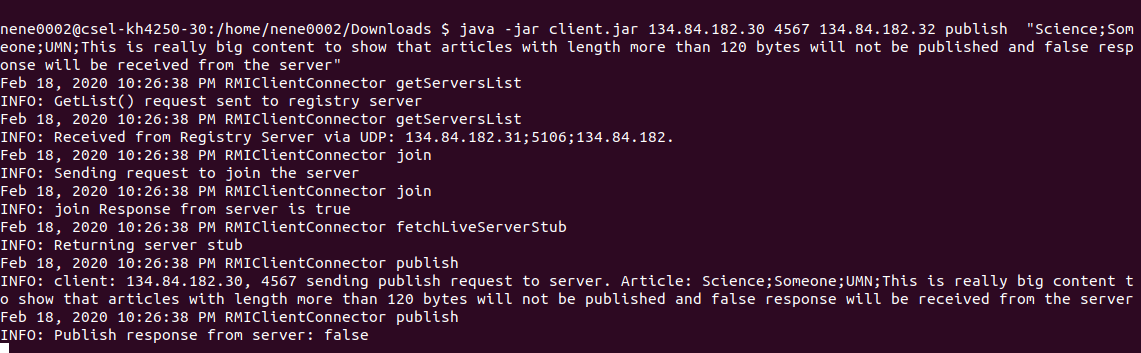 nene0002@csel-kh4250-30:/home/nene0002/Downloads $ java -jar client.jar 134.84.182.30 4567 134.84.182.32 publish  "Science;Som
eone;UMN;This is really big content to show that articles with length more than 120 bytes will not be published and false resp
onse will be received from the server"
Feb 18, 2020 10:26:38 PM RMIClientConnector getServersList
INFO: GetList() request sent to registry server
Feb 18, 2020 10:26:38 PM RMIClientConnector getServersList
INFO: Received from Registry Server via UDP: 134.84.182.31;5106;134.84.182.
Feb 18, 2020 10:26:38 PM RMIClientConnector join
INFO: Sending request to join the server
Feb 18, 2020 10:26:38 PM RMIClientConnector join
INFO: join Response from server is true
Feb 18, 2020 10:26:38 PM RMIClientConnector fetchLiveServerStub
INFO: Returning server stub
Feb 18, 2020 10:26:38 PM RMIClientConnector publish
INFO: client: 134.84.182.30, 4567 sending publish request to server. Article: Science;Someone;UMN;This is really big content t
o show that articles with length more than 120 bytes will not be published and false response will be received from the server
Feb 18, 2020 10:26:38 PM RMIClientConnector publish
INFO: Publish response from server: false